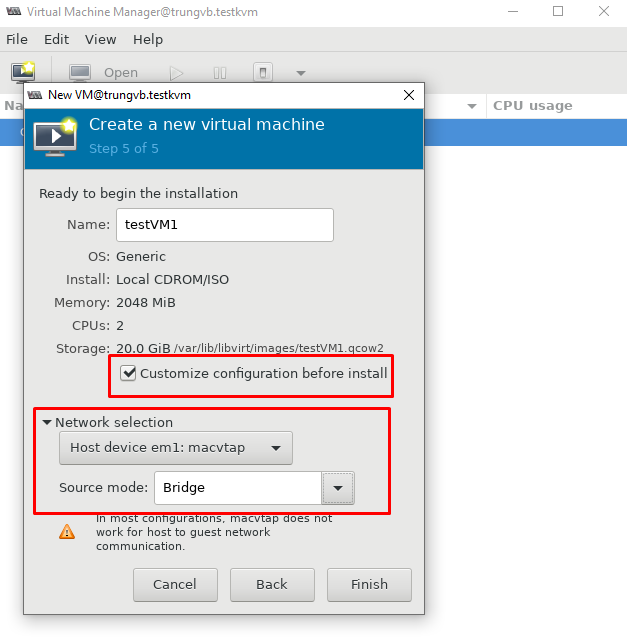 Virtual Machine Manager@trungvb.testkvm
File Edit View Help
Open
CPU usage
New VM@trungvb.testkvm
Create a new virtual machine
Step 5 of 5
Ready to begin the installation
Name: testVM1
OS: Generic
Install: Local CDROM/ISO
Memory: 2048 MiB
CPUs: 2
Storage: 20.0 GiB /var/lib/libvirt/images/testVM1.qcow2
Customize configuration before install
Network selection
Host device em1: macvtap
Source mode: Bridge
In most configurations, macvtap does not
work for host to guest network
communication.
Cancel Back Finish